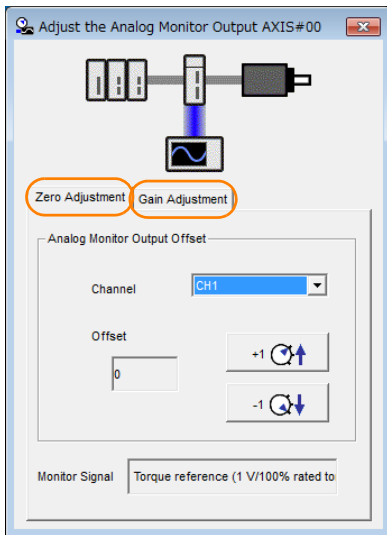 Adjust the Analog Monitor Output AXIS#00
Zero Adjustment Gain Adjustment
Analog Monitor Output Offset
Channel CH1
Offset
0
+1
-1
Monitor Signal Torque reference (1 V/100% rated to